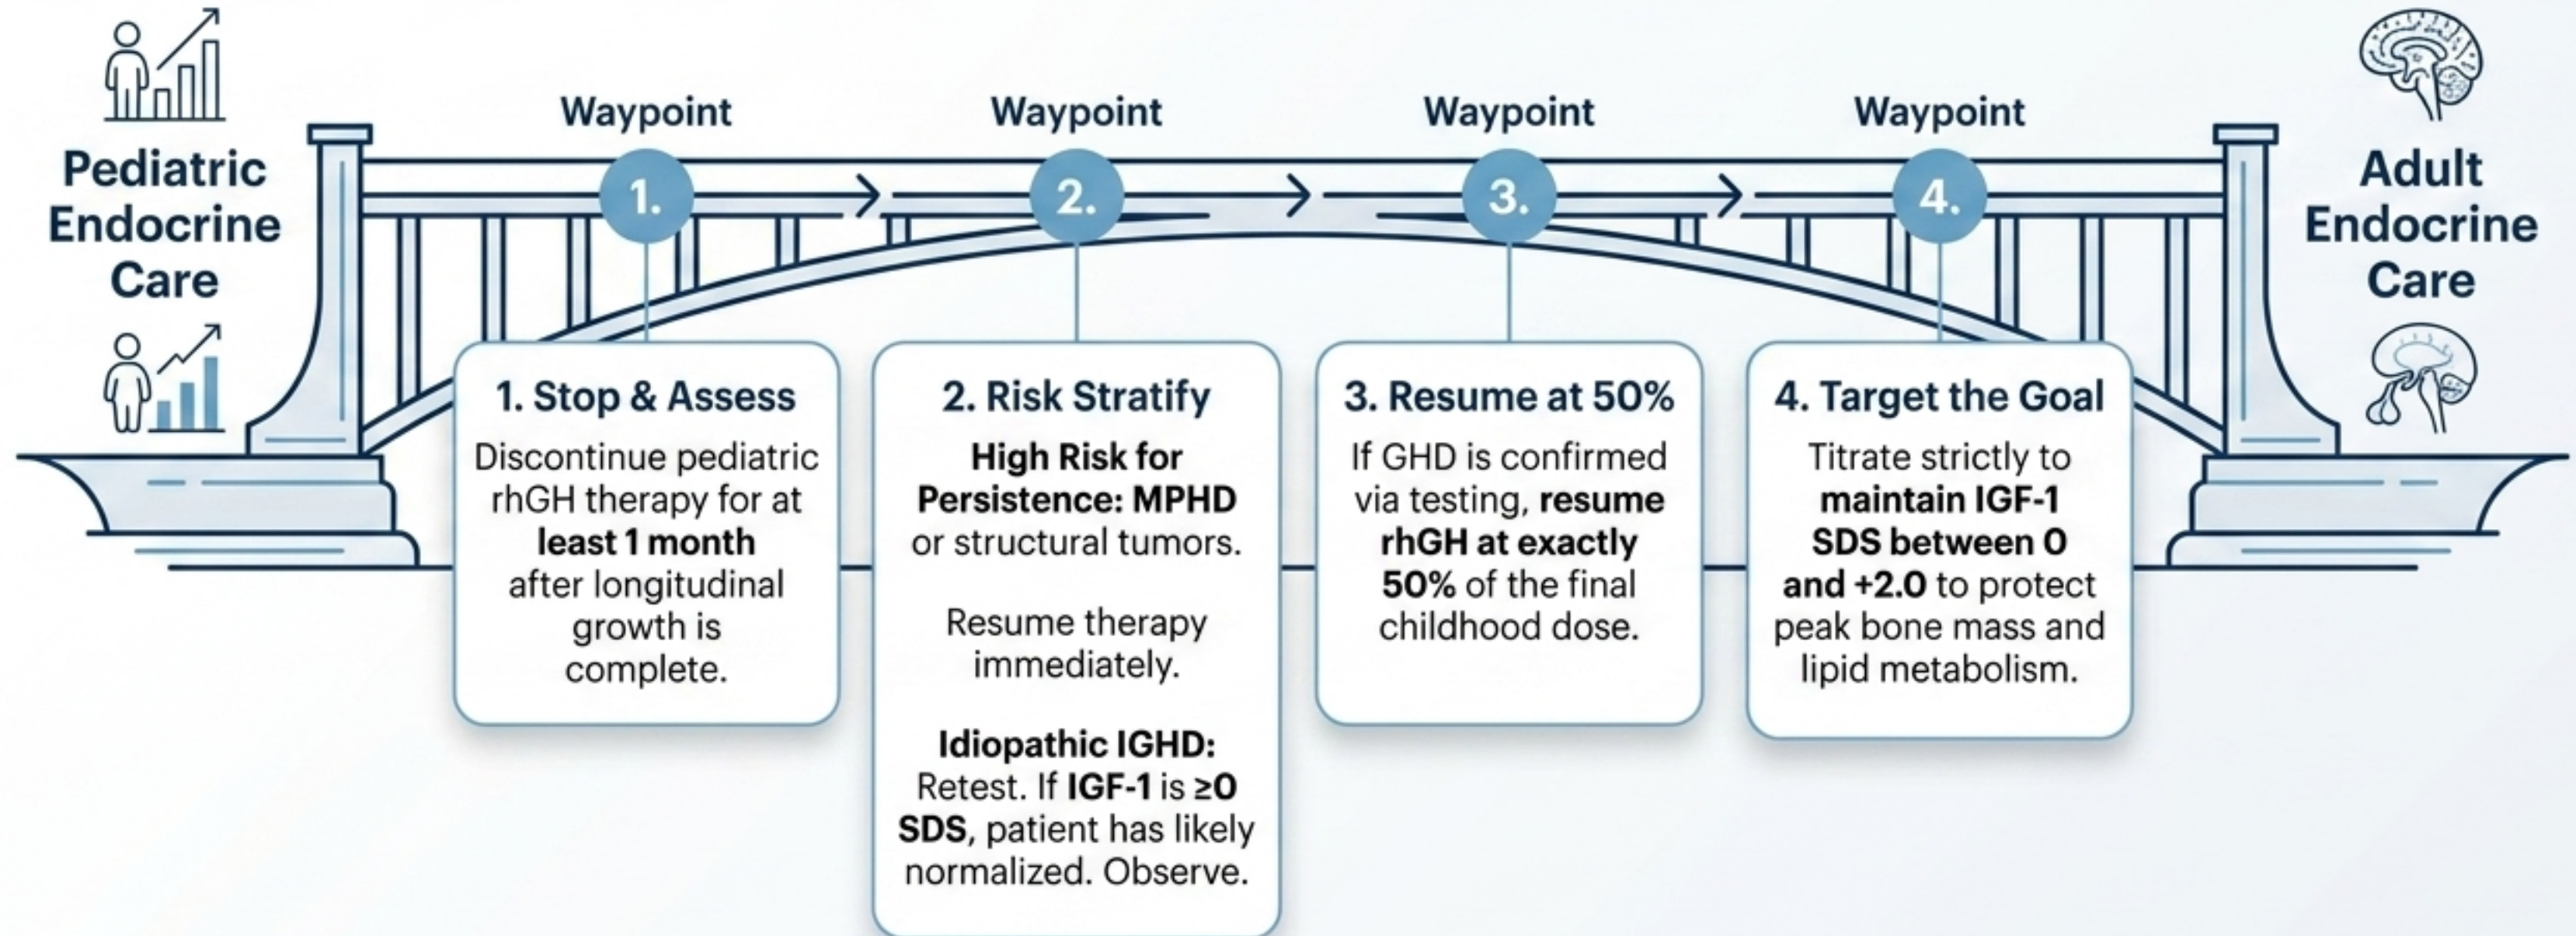 Pediatric
Endocrine
Care
Waypoint
1.
Waypoint
2.
Waypoint
3.
Waypoint
4.
Adult
Endocrine
Care
1. Stop & Assess
Discontinue pediatric
rhGH therapy for at
least 1 month
after longitudinal
growth is
complete.
2. Risk Stratify
High Risk for
Persistence: MPHD
or structural tumors.
Resume therapy
immediately.
Idiopathic IGHD:
Retest. If IGF-1 is ≥0
SDS, patient has likely
normalized. Observe.
3. Resume at 50%
If GHD is confirmed
via testing, resume
rhGH at exactly
50% of the final
childhood dose.
4. Target the Goal
Titrate strictly to
maintain IGF-1
SDS between 0
and +2.0 to protect
peak bone mass and
lipid metabolism.